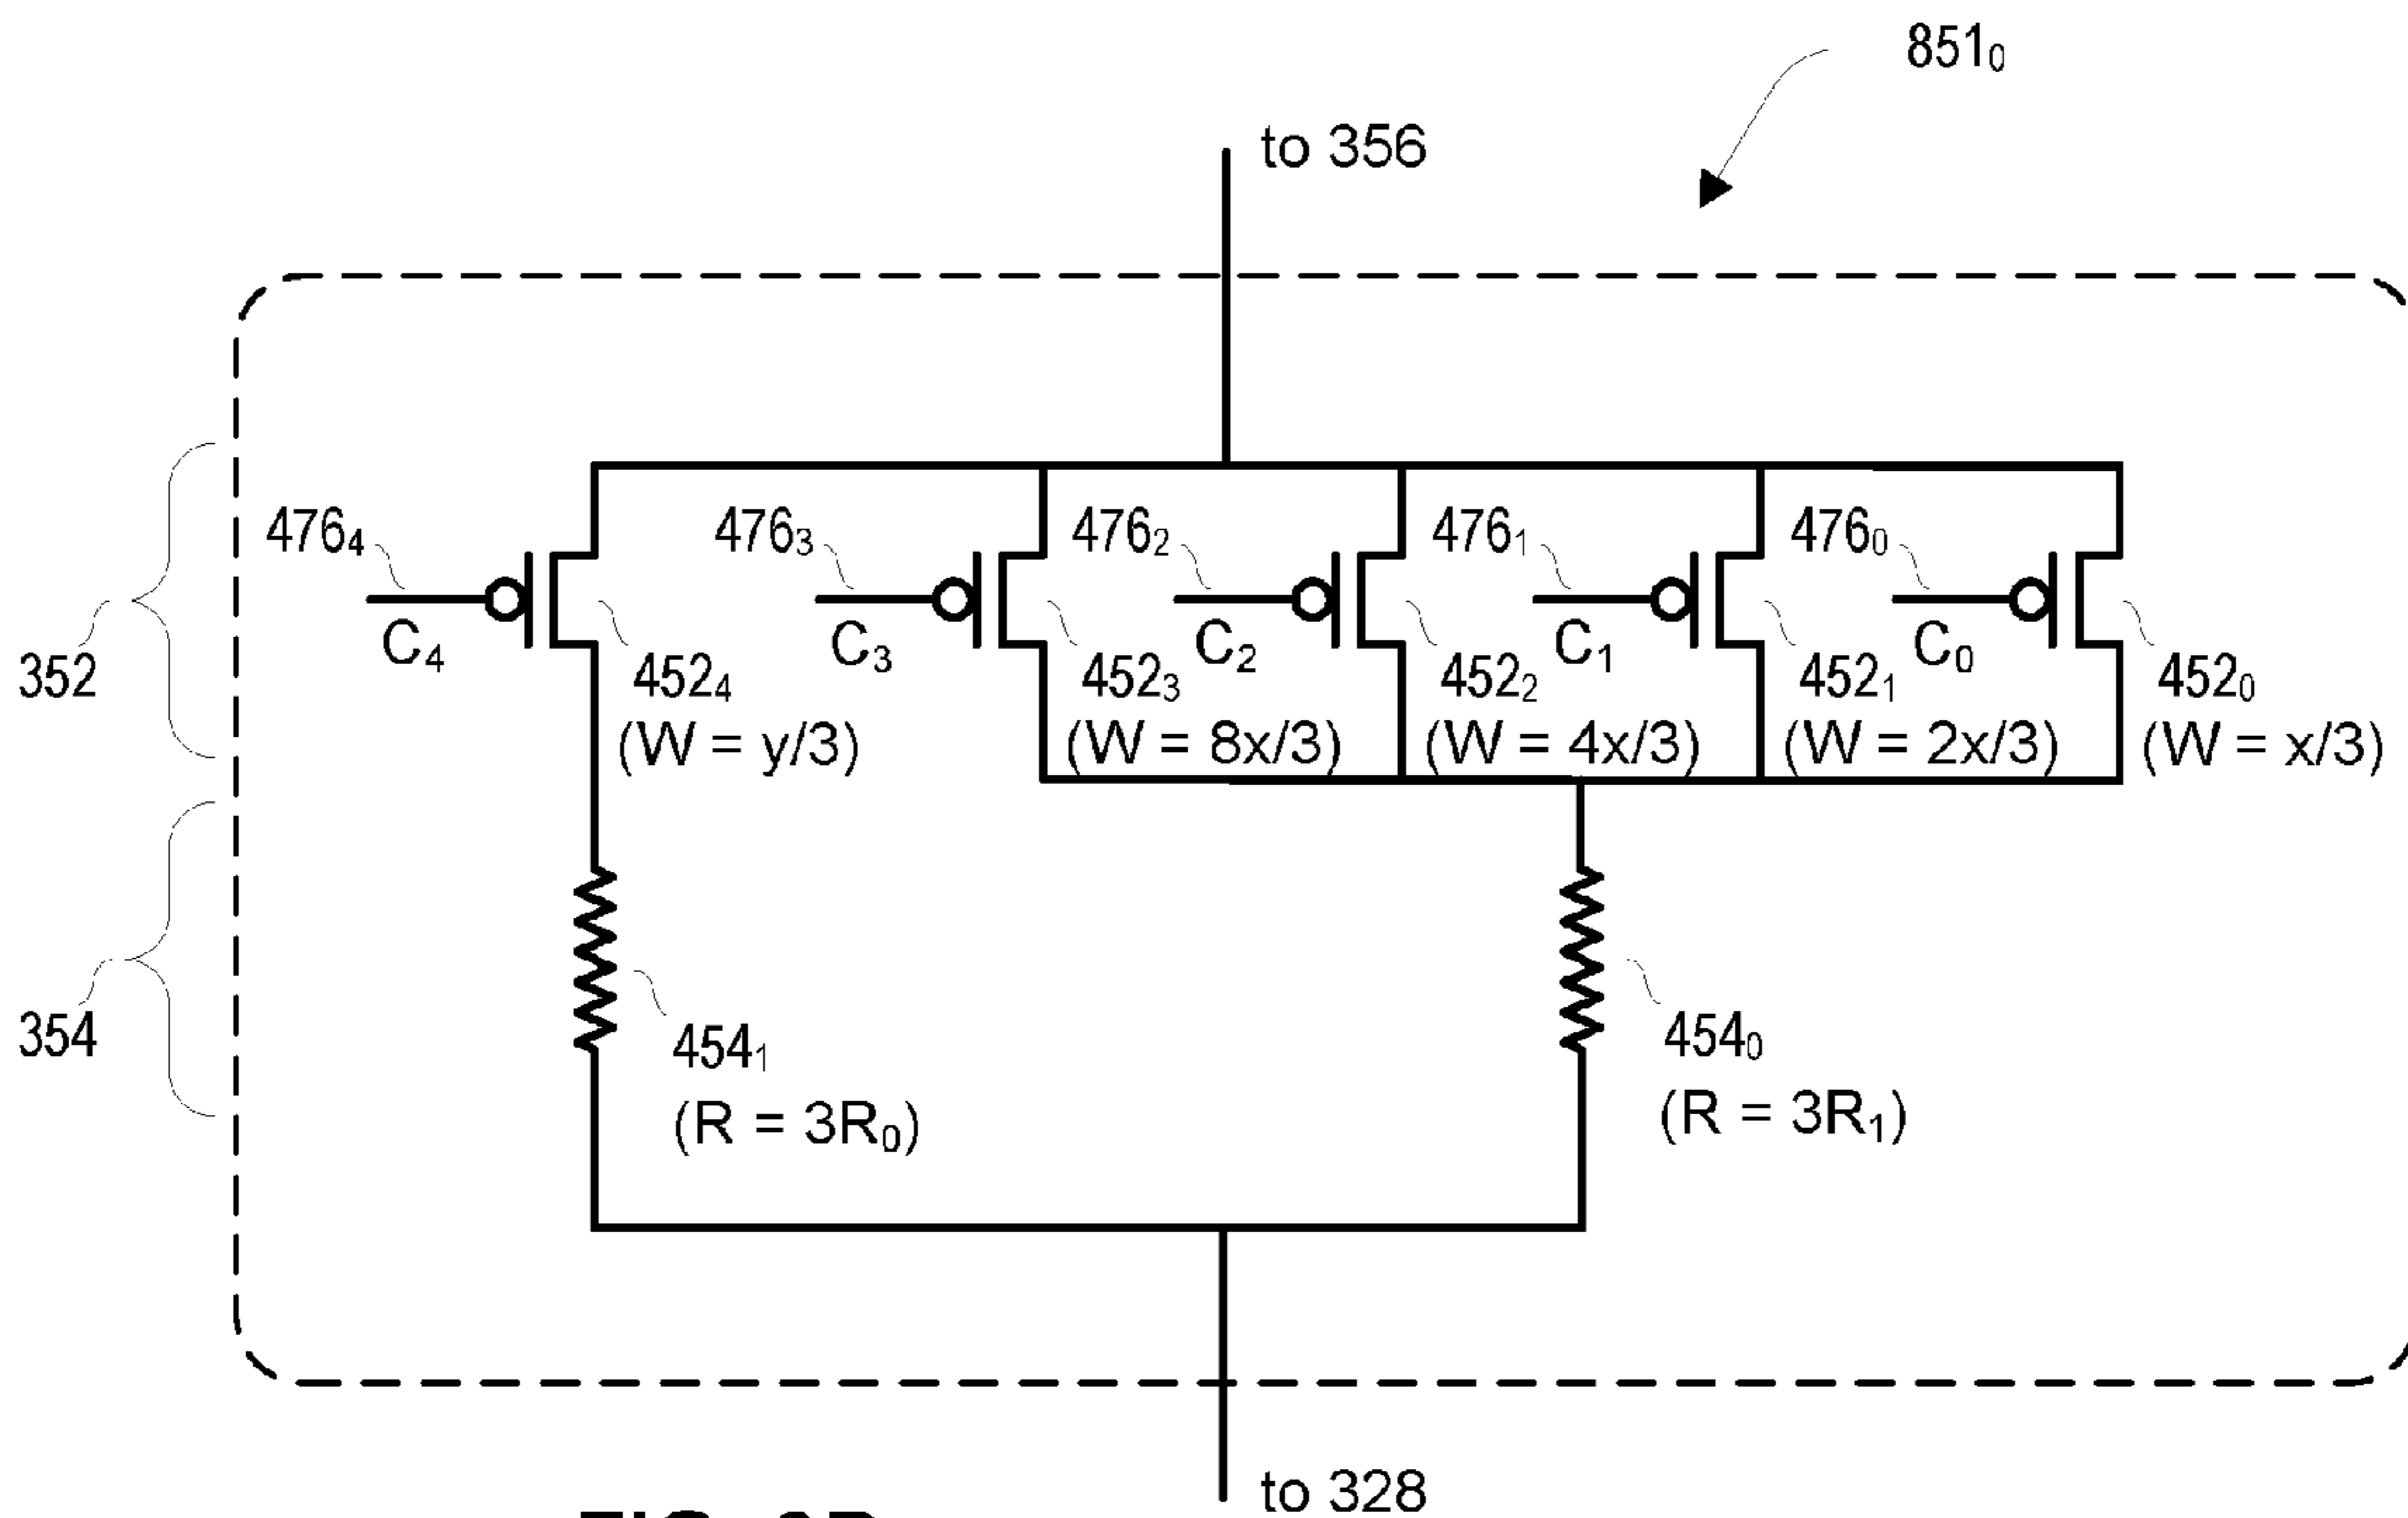 851₀
to 356
476₄
476₃
476₂
476₁
476₀
C₄
C₃
C₂
C₁
C₀
352
452₄
(W = y/3)
452₃
(W = 8x/3)
452₂
(W = 4x/3)
452₁
(W = 2x/3)
452₀
(W = x/3)
354
454₁
(R = 3R₀)
454₀
(R = 3R₁)
to 328